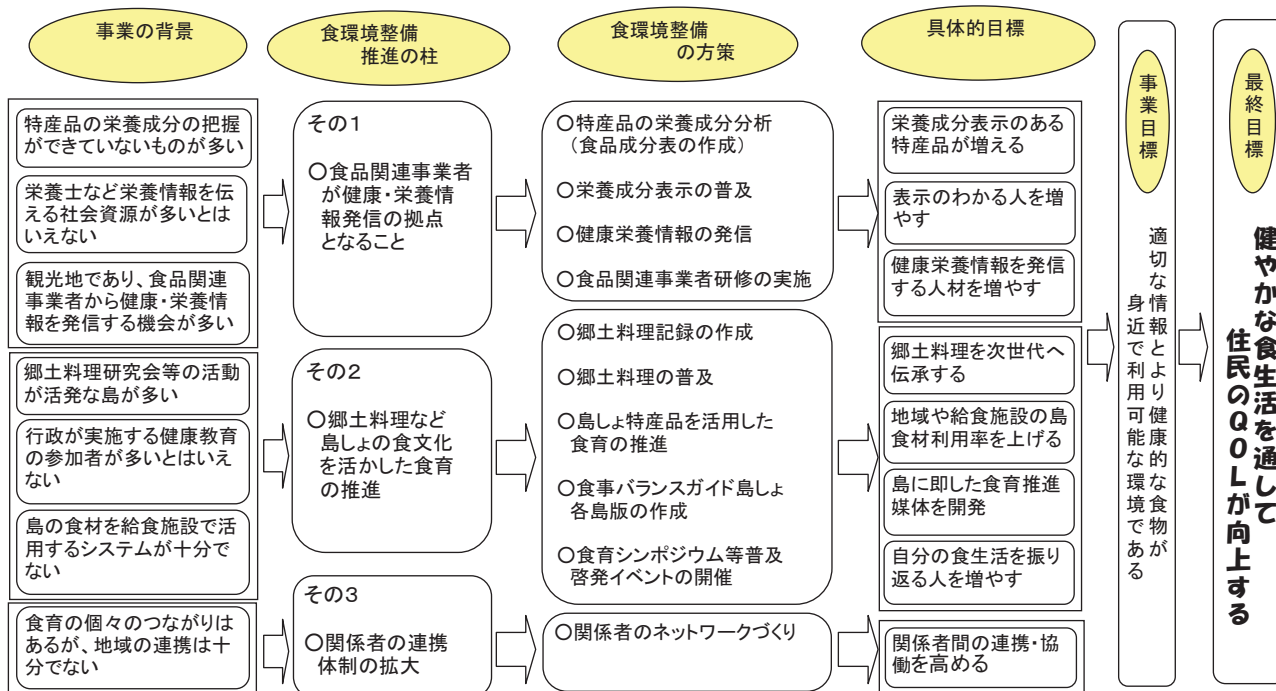 事業の背景
食環境整備
推進の柱
食環境整備
の方策
具体的目標
特産品の栄養成分の把握
ができていないものが多い
栄養士など栄養情報を伝
える社会資源が多いとは
いえない
観光地であり、食品関連
事業者から健康・栄養情
報を発信する機会が多い
郷土料理研究会等の活動
が活発な島が多い
行政が実施する健康教育
の参加者が多いとはいえ
ない
島の食材を給食施設で活
用するシステムが十分で
ない
食育の個々のつながりは
あるが、地域の連携は十
分でない
その1
○食品関連事業者
が健康・栄養情
報発信の拠点
となること
その2
○郷土料理など
島しょの食文化
を活かした食育
の推進
その3
○関係者の連携
体制の拡大
○特産品の栄養成分分析
(食品成分表の作成)
○栄養成分表示の普及
○健康栄養情報の発信
○食品関連事業者研修の実施
○郷土料理記録の作成
○郷土料理の普及
○島しょ特産品を活用した
食育の推進
○食事バランスガイド島しょ
各島版の作成
○食育シンポジウム等普及
啓発イベントの開催
○関係者のネットワークづくり
栄養成分表示のある
特産品が増える
表示のわかる人を増
やす
健康栄養情報を発信
する人材を増やす
郷土料理を次世代へ
伝承する
地域や給食施設の島
食材利用率を上げる
島に即した食育推進
媒体を開発
自分の食生活を振り
返る人を増やす
関係者間の連携・協
働を高める
事業目標
適切な情報とより健康的な食物が
身近で利用可能な環境である
最終目標
健やかな食生活を通して
住民のQOLが向上する